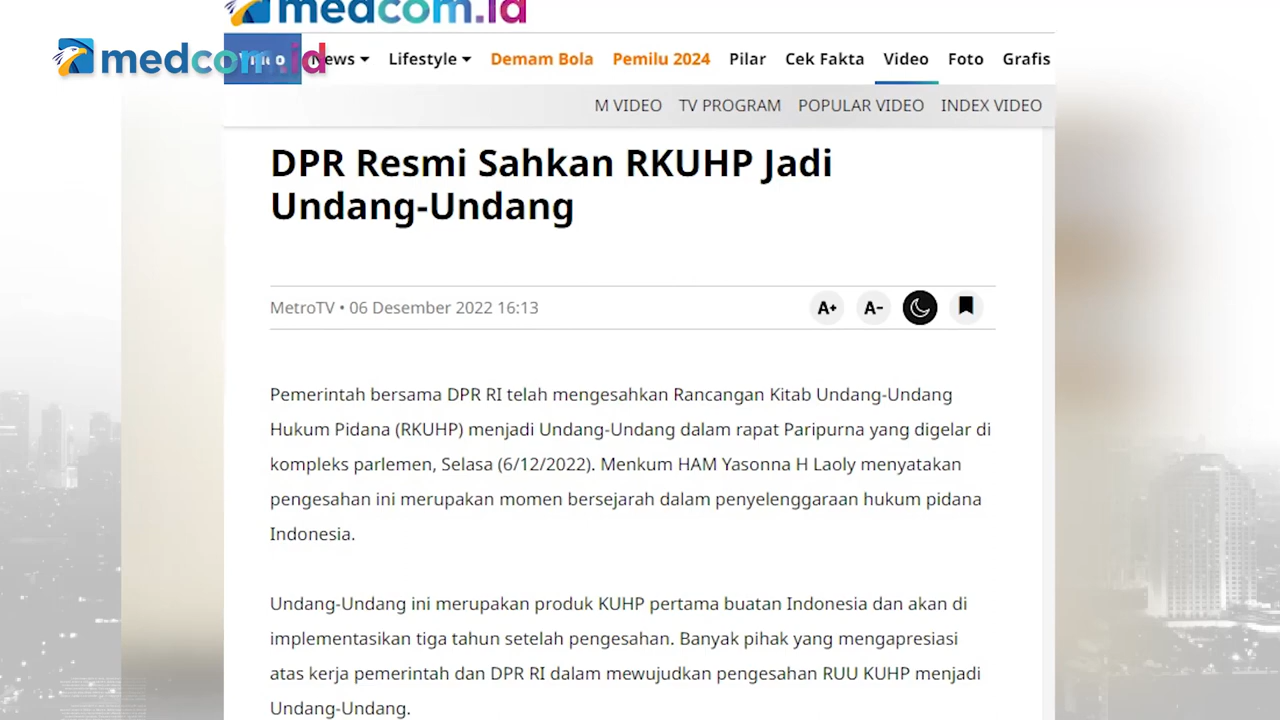 medcom.id
medcom.id
News Lifestyle Demam Bola Pemilu 2024 Pilar Cek Fakta Video Foto Grafis
M VIDEO TV PROGRAM POPULAR VIDEO INDEX VIDEO
DPR Resmi Sahkan RKUHP Jadi
Undang-Undang
MetroTV • 06 Desember 2022 16:13
A+ A-
Pemerintah bersama DPR RI telah mengesahkan Rancangan Kitab Undang-Undang
Hukum Pidana (RKUHP) menjadi Undang-Undang dalam rapat Paripurna yang digelar di
kompleks parlemen, Selasa (6/12/2022). Menkum HAM Yasonna H Laoly menyatakan
pengesahan ini merupakan momen bersejarah dalam penyelenggaraan hukum pidana
Indonesia.
Undang-Undang ini merupakan produk KUHP pertama buatan Indonesia dan akan di
implementasikan tiga tahun setelah pengesahan. Banyak pihak yang mengapresiasi
atas kerja pemerintah dan DPR RI dalam mewujudkan pengesahan RUU KUHP menjadi
Undang-Undang.